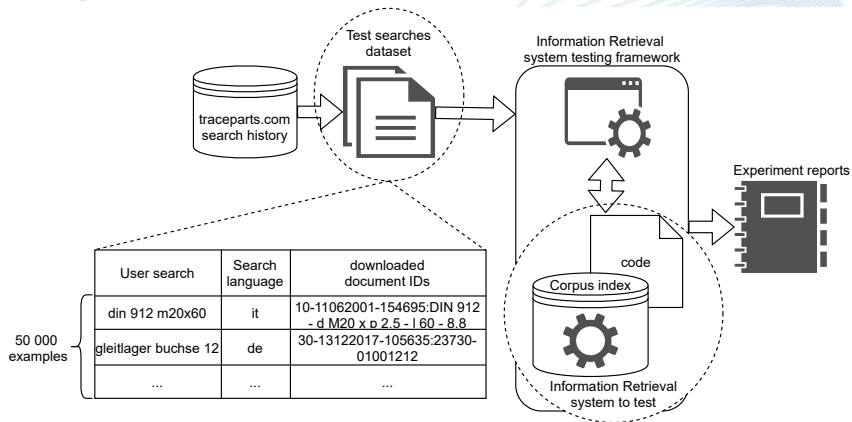 Test searches
dataset
Information Retrieval
system testing framework
traceparts.com
search history
Experiment reports
code
Corpus index
Information Retrieval
system to test
User search
Search
language
downloaded
document IDs
din 912 m20x60
it
10-11062001-154695:DIN 912
- d M20 x p 2.5 - l 60 - 8.8
50 000
examples
gleitlager buchse 12
de
30-13122017-105635:23730-
01001212
...
...
...